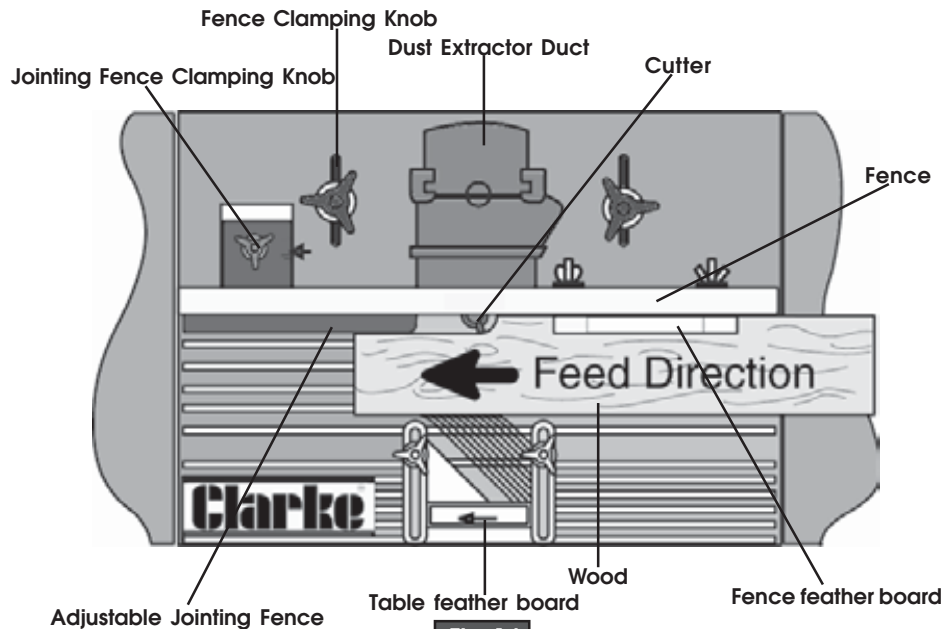 Fence Clamping Knob
Dust Extractor Duct
Jointing Fence Clamping Knob
Cutter
Fence
Feed Direction
Clarke
Wood
Table feather board
Fence feather board
Adjustable Jointing Fence